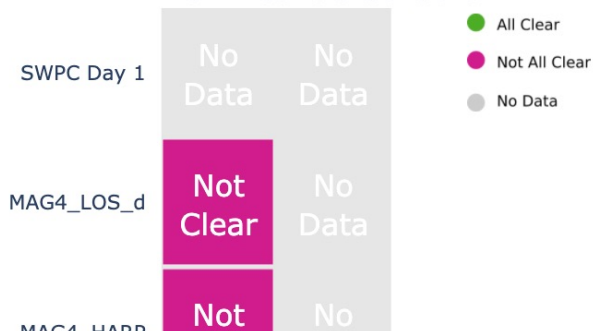 SWPC Day 1
No
Data
No
Data
MAG4_LOS_d
Not
Clear
No
Data
Not
No
All Clear
Not All Clear
No Data